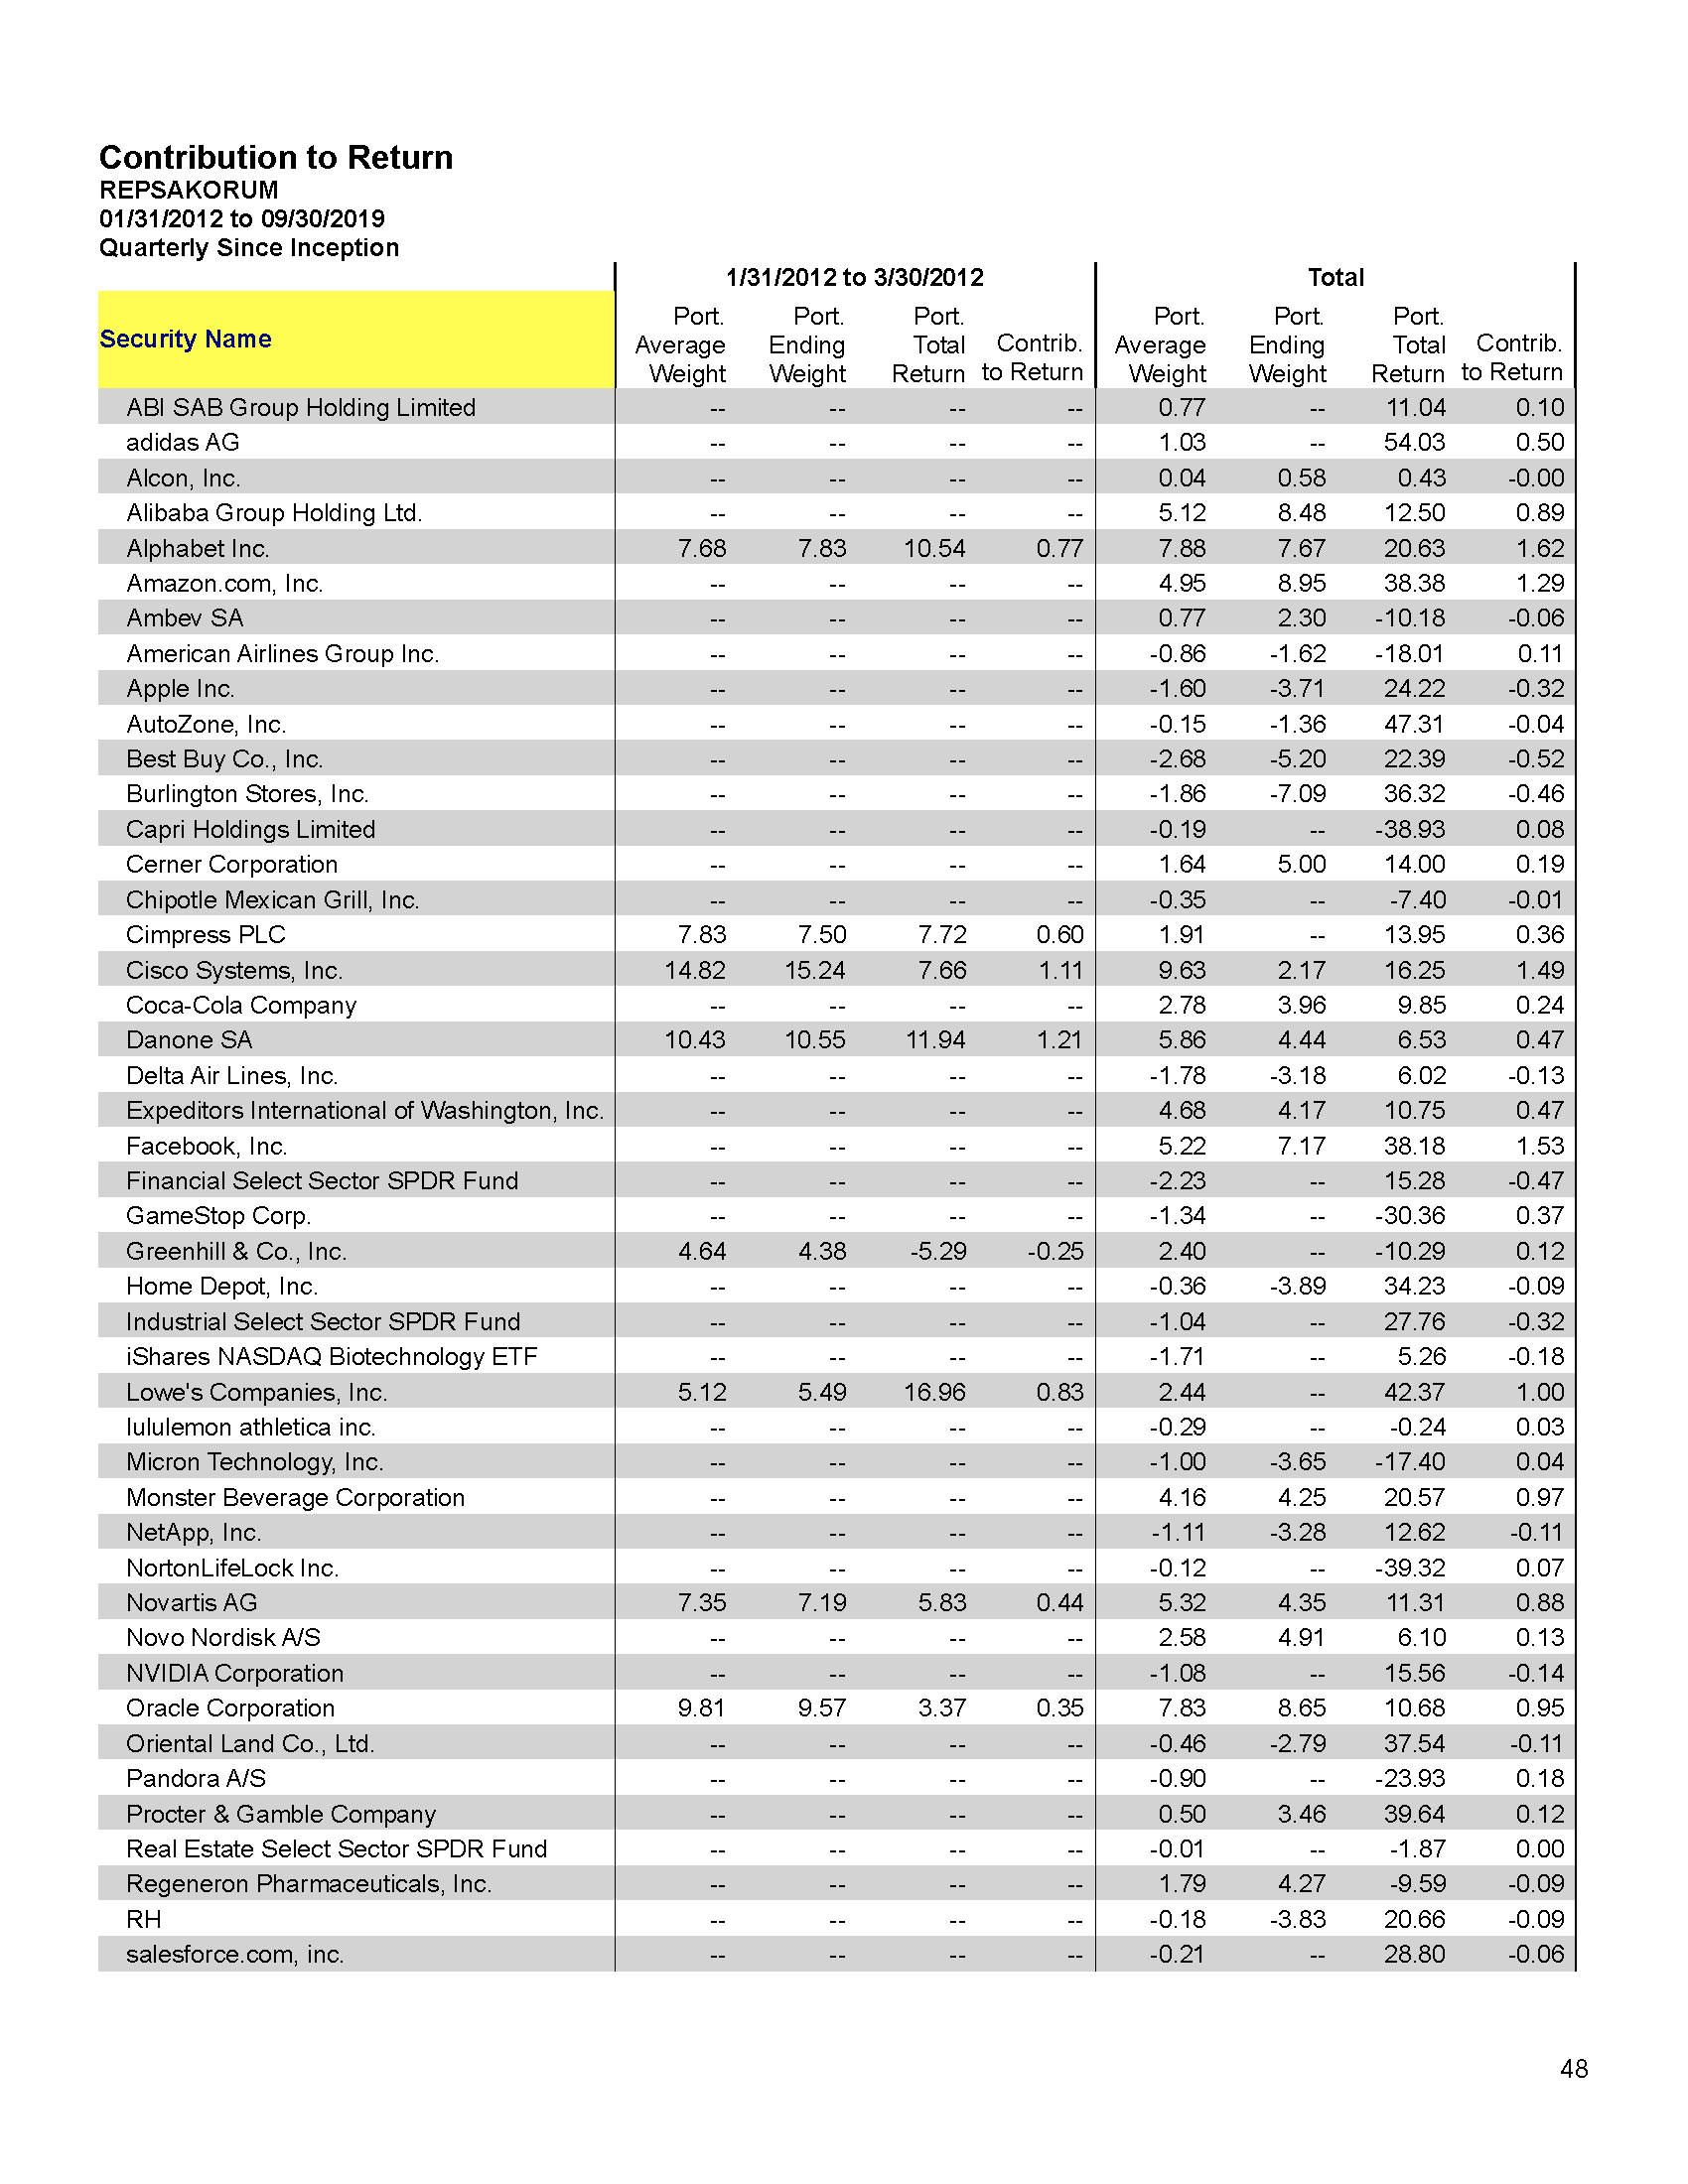 Contribution to Return
REPSAKORUM
01/31/2012 to 09/30/2019
Quarterly Since Inception
1/31/2012 to 3/30/2012 Total
Security Name Port. Average Weight Port. Ending Weight Port. Total Return Contrib. to Return Port. Average Weight Port. Ending Weight Port. Total Return Contrib. to Return
ABI SAB Group Holding Limited -- -- -- -- 0.77 -- 11.04 0.10
adidas AG -- -- -- -- 1.03 -- 54.03 0.50
Alcon, Inc. -- -- -- -- 0.04 0.58 0.43 -0.00
Alibaba Group Holding Ltd. -- -- -- -- 5.12 8.48 12.50 0.89
Alphabet Inc. 7.68 7.83 10.54 0.77 7.88 7.67 20.63 1.62
Amazon.com, Inc. -- -- -- -- 4.95 8.95 38.38 1.29
Ambev SA -- -- -- -- 0.77 2.30 -10.18 -0.06
American Airlines Group Inc. -- -- -- -- -0.86 -1.62 -18.01 0.11
Apple Inc. -- -- -- -- -1.60 -3.71 24.22 -0.32
AutoZone, Inc. -- -- -- -- -0.15 -1.36 47.31 -0.04
Best Buy Co., Inc. -- -- -- -- -2.68 -5.20 22.39 -0.52
Burlington Stores, Inc. -- -- -- -- -1.86 -7.09 36.32 -0.46
Capri Holdings Limited -- -- -- -- -0.19 -- -38.93 0.08
Cerner Corporation -- -- -- -- 1.64 5.00 14.00 0.19
Chipotle Mexican Grill, Inc. -- -- -- -- -0.35 -- -7.40 -0.01
Cimpress PLC 7.83 7.50 7.72 0.60 1.91 -- 13.95 0.36
Cisco Systems, Inc. 14.82 15.24 7.66 1.11 9.63 2.17 16.25 1.49
Coca-Cola Company -- -- -- -- 2.78 3.96 9.85 0.24
Danone SA 10.43 10.55 11.94 1.21 5.86 4.44 6.53 0.47
Delta Air Lines, Inc. -- -- -- -- -1.78 -3.18 6.02 -0.13
Expeditors International of Washington, Inc. -- -- -- -- 4.68 4.17 10.75 0.47
Facebook, Inc. -- -- -- -- 5.22 7.17 38.18 1.53
Financial Select Sector SPDR Fund -- -- -- -- -2.23 -- 15.28 -0.47
GameStop Corp. -- -- -- -- -1.34 -- -30.36 0.37
Greenhill & Co., Inc. 4.64 4.38 -5.29 -0.25 2.40 -- -10.29 0.12
Home Depot, Inc. -- -- -- -- -0.36 -3.89 34.23 -0.09
Industrial Select Sector SPDR Fund -- -- -- -- -1.04 -- 27.76 -0.32
iShares NASDAQ Biotechnology ETF -- -- -- -- -1.71 -- 5.26 -0.18
Lowe's Companies, Inc. 5.12 5.49 16.96 0.83 2.44 -- 42.37 1.00
lululemon athletica inc. -- -- -- -- -0.29 -- -0.24 0.03
Micron Technology, Inc. -- -- -- -- -1.00 -3.65 -17.40 0.04
Monster Beverage Corporation -- -- -- -- 4.16 4.25 20.57 0.97
NetApp, Inc. -- -- -- -- -1.11 -3.28 12.62 -0.11
NortonLifeLock Inc. -- -- -- -- -0.12 -- -39.32 0.07
Novartis AG 7.35 7.19 5.83 0.44 5.32 4.35 11.31 0.88
Novo Nordisk A/S -- -- -- -- 2.58 4.91 6.10 0.13
NVIDIA Corporation -- -- -- -- -1.08 -- 15.56 -0.14
Oracle Corporation 9.81 9.57 3.37 0.35 7.83 8.65 10.68 0.95
Oriental Land Co., Ltd. -- -- -- -- -0.46 -2.79 37.54 -0.11
Pandora A/S -- -- -- -- -0.90 -- -23.93 0.18
Procter & Gamble Company -- -- -- -- 0.50 3.46 39.64 0.12
Real Estate Select Sector SPDR Fund -- -- -- -- -0.01 -- -1.87 0.00
Regeneron Pharmaceuticals, Inc. -- -- -- -- 1.79 4.27 -9.59 -0.09
RH -- -- -- -- -0.18 -3.83 20.66 -0.09
salesforce.com, inc. -- -- -- -- -0.21 -- 28.80 -0.06
48